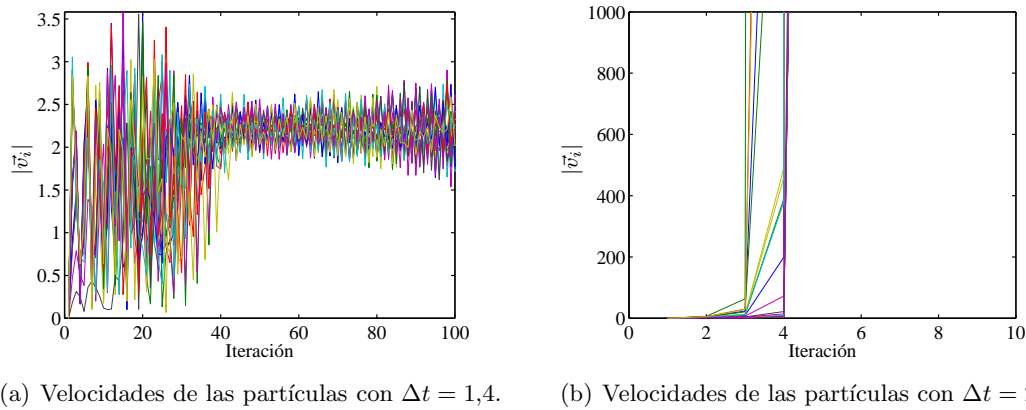 3.5
3
2.5
2
1.5
1
0.5
0
|v⃗ᵢ|
0 20 40 60 80 100
Iteración
1000
800
600
400
200
0
|v⃗ᵢ|
0 2 4 6 8 10
Iteración
(a) Velocidades de las partículas con Δt = 1,4.
(b) Velocidades de las partículas con Δt =